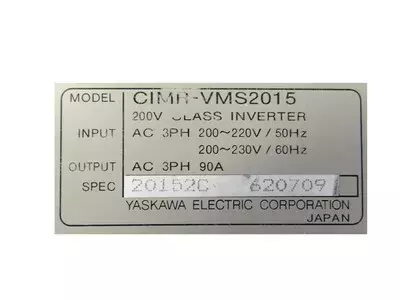 MODEL CIMR-VMS2015
200V CLASS INVERTER
INPUT AC 3PH 200~220V / 50Hz
200~230V / 60Hz
OUTPUT AC 3PH 90A
SPEC 20152C 620709
YASKAWA ELECTRIC CORPORATION
JAPAN